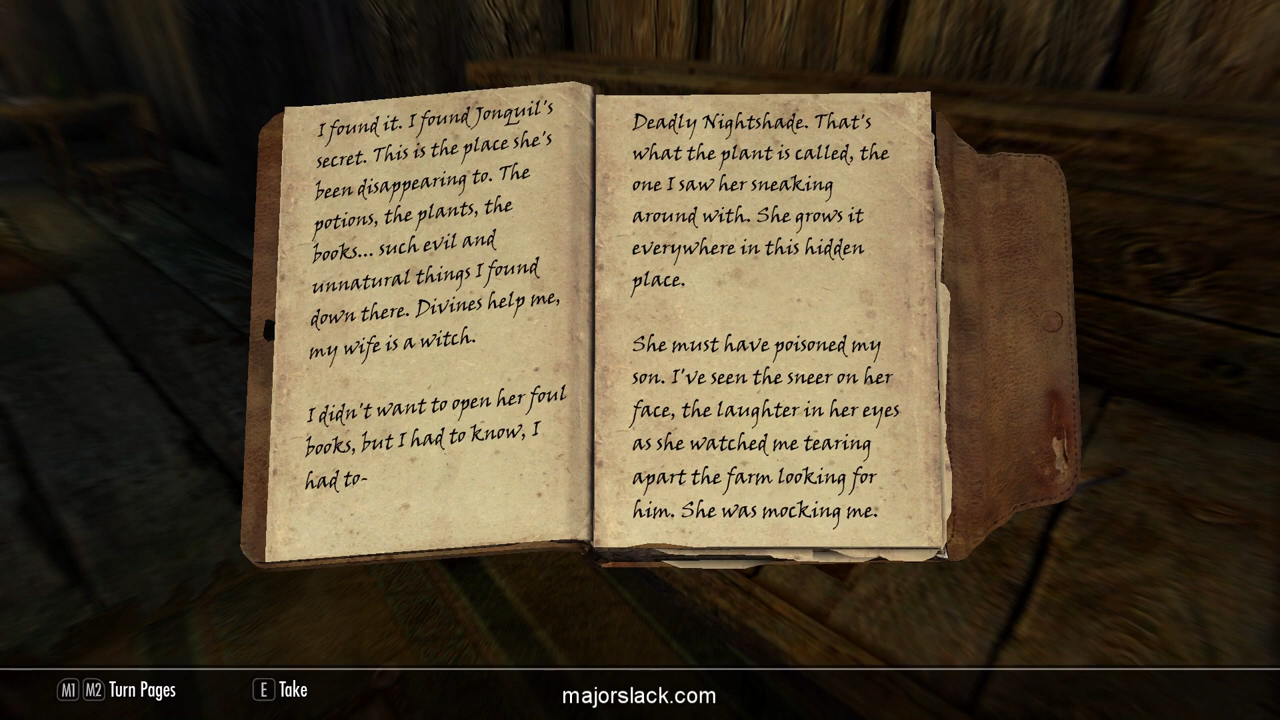 I found it. I found Jonquil's
secret. This is the place she's
been disappearing to. The
potions, the plants, the
books... such evil and
unnatural things I found
down there. Divines help me,
my wife is a witch.
I didn't want to open her foul
books, but I had to know, I
had to-
Deadly Nightshade. That's
what the plant is called, the
one I saw her sneaking
around with. She grows it
everywhere in this hidden
place.
She must have poisoned my
son. I've seen the sneer on her
face, the laughter in her eyes
as she watched me tearing
apart the farm looking for
him. She was mocking me.
M1 M2 Turn Pages
E Take
majorslack.com